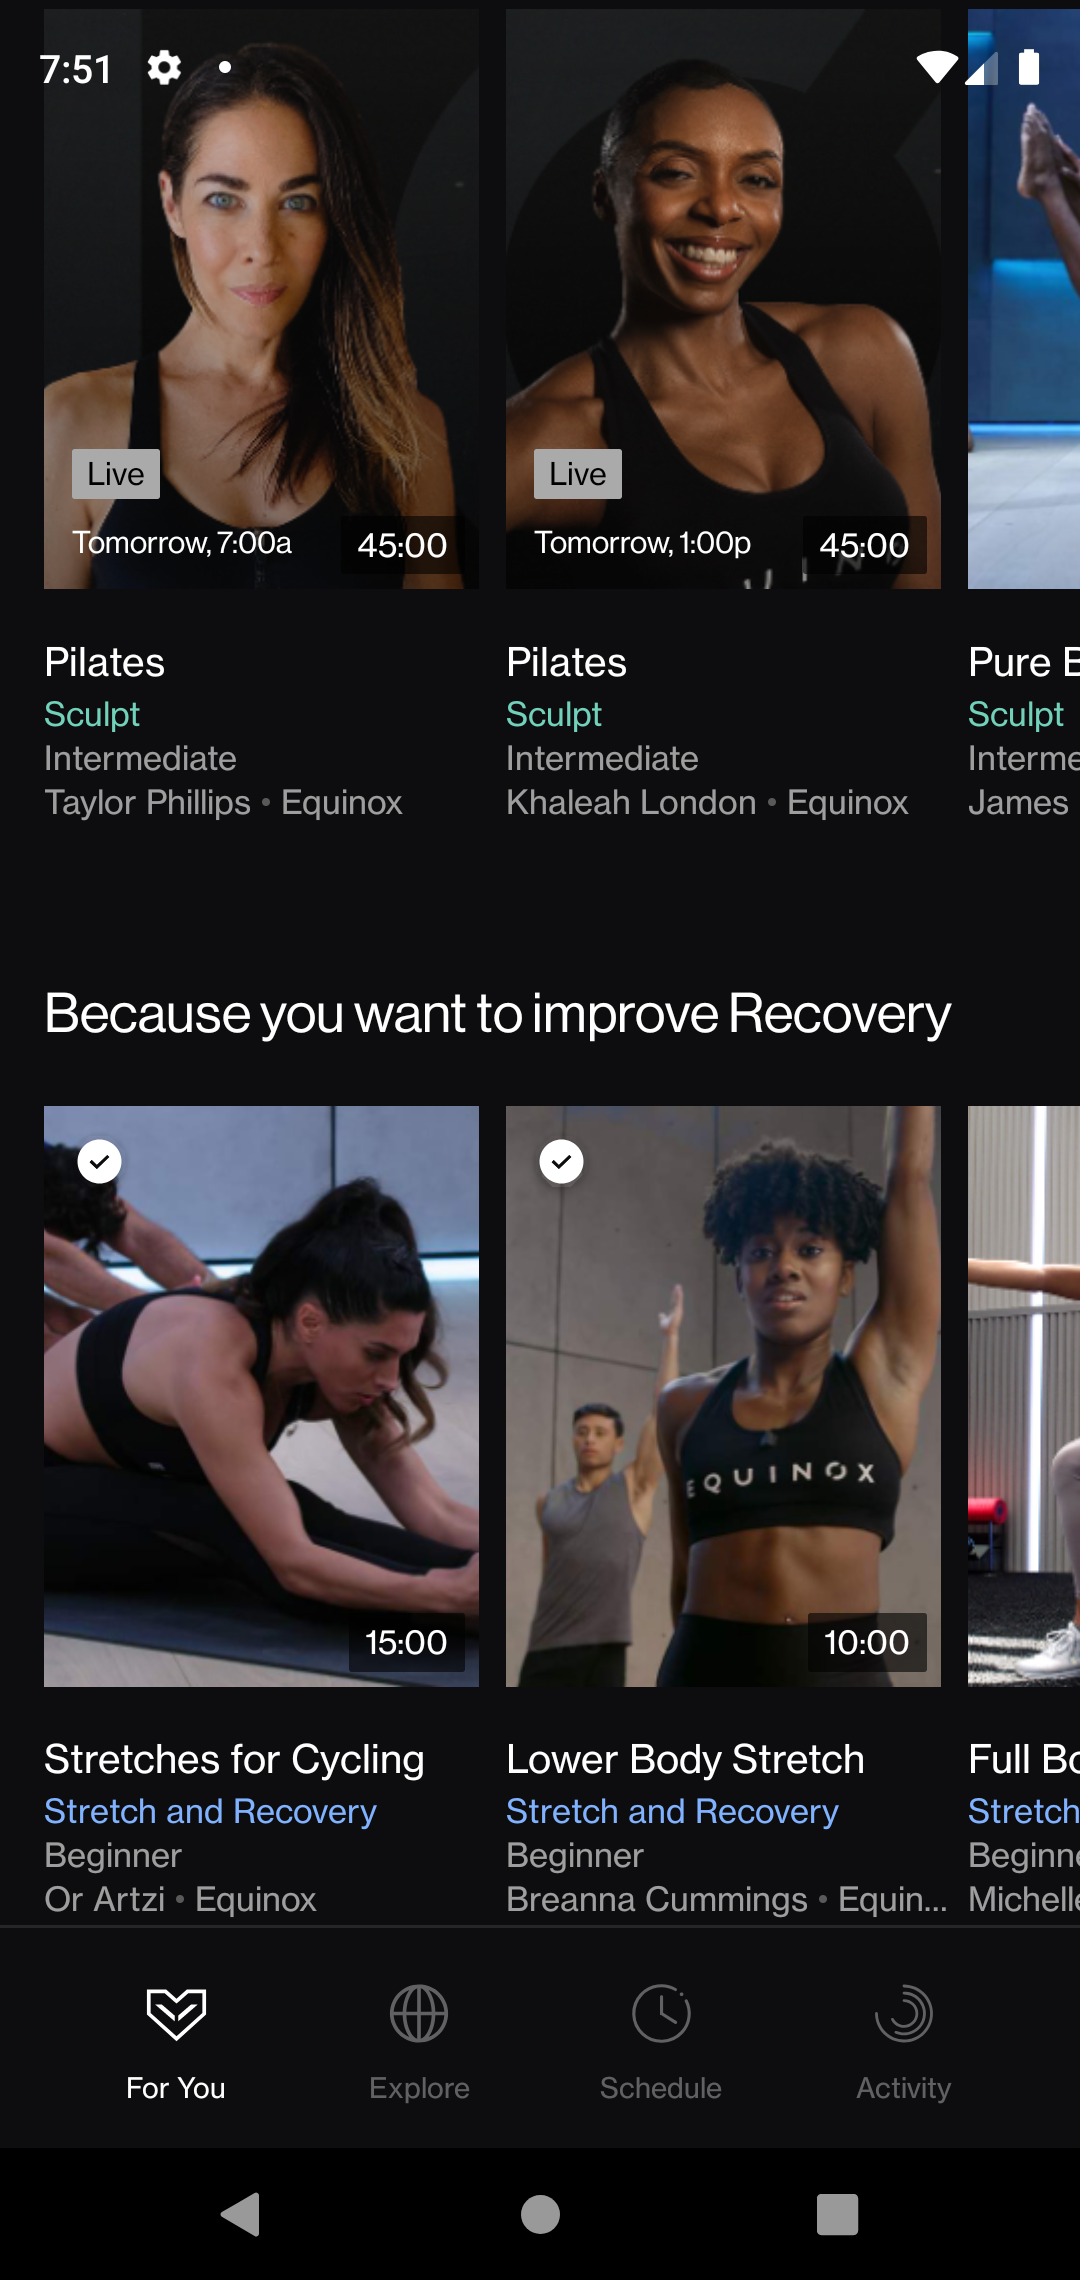 7:51
Live
Tomorrow, 7:00a
45:00
Live
Tomorrow, 1:00p
45:00
Pilates
Sculpt
Intermediate
Taylor Phillips • Equinox
Pilates
Sculpt
Intermediate
Khaleah London • Equinox
Pure
Sculpt
Interme
James
Because you want to improve Recovery
EQUINOX
15:00
10:00
Stretches for Cycling
Stretch and Recovery
Beginner
Or Artzi • Equinox
Lower Body Stretch
Stretch and Recovery
Beginner
Breanna Cummings • Equin...
Full Bo
Stretch
Beginne
Michelle
For You
Explore
Schedule
Activity